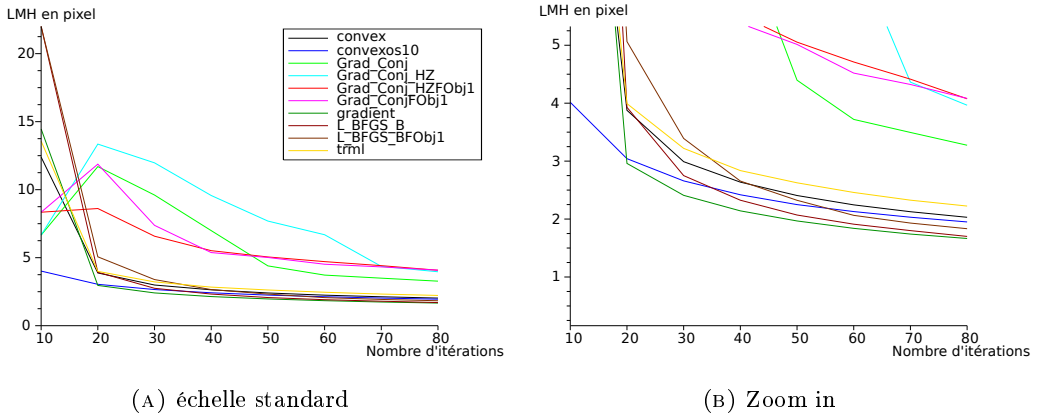 LMH en pixel
20
15
10
5
0
10 20 30 40 50 60 70 80
Nombre d'itérations
convex
convexos10
Grad_Conj
Grad_Conj_HZ
Grad_Conj_HZFObj1
Grad_ConjFObj1
gradient
L_BFGS_B
L_BFGS_BFObj1
trml
(A) échelle standard
LMH en pixel
5
4
3
2
1
10 20 30 40 50 60 70 80
Nombre d'itérations
(B) Zoom in